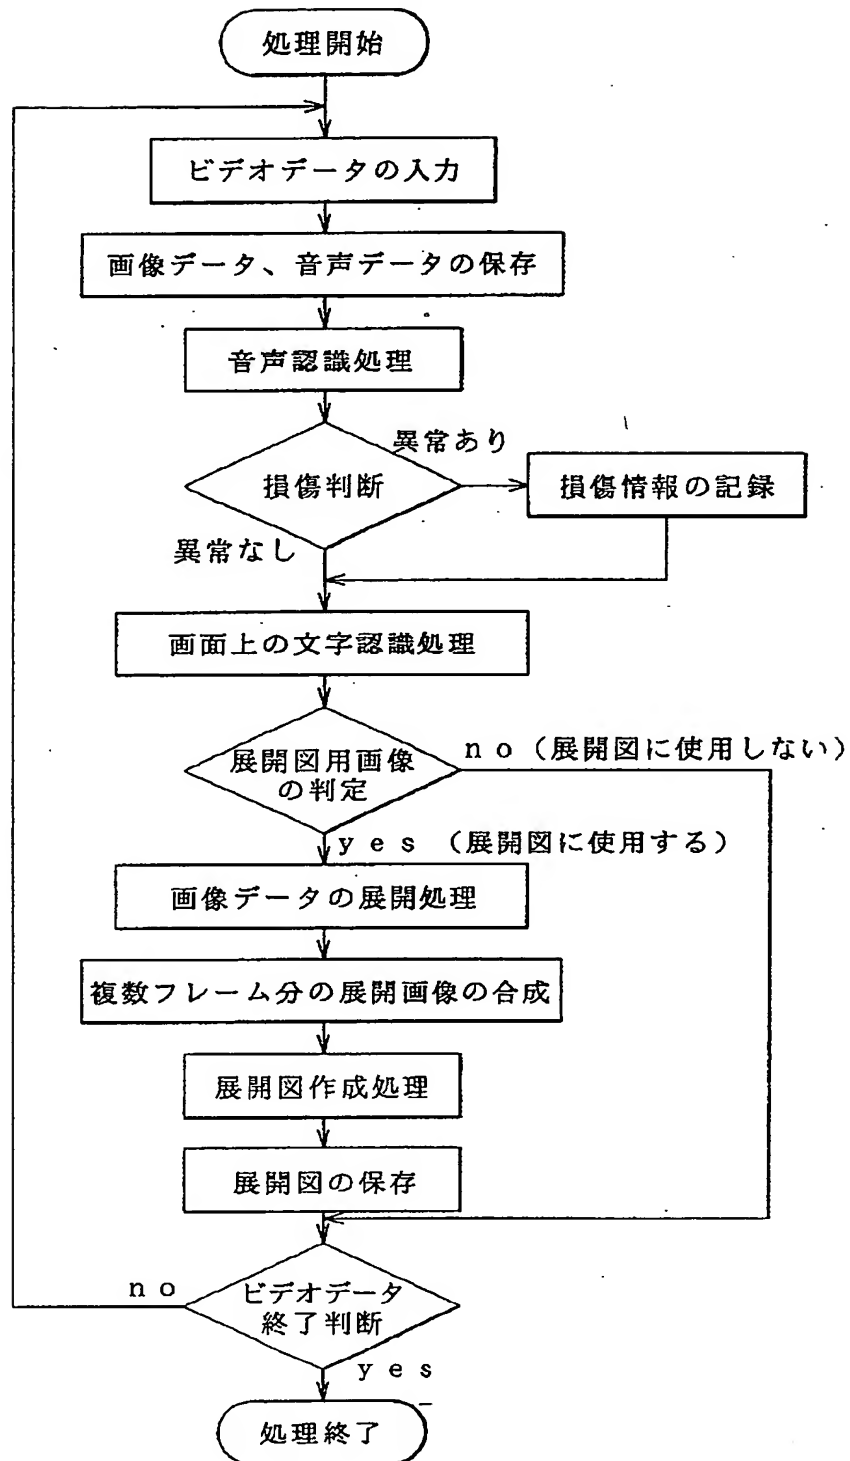 処理開始
ビデオデータの入力
画像データ、音声データの保存
音声認識処理
異常あり
損傷判断
損傷情報の記録
異常なし
画面上の文字認識処理
no（展開図に使用しない）
展開図用画像
の判定
yes（展開図に使用する）
画像データの展開処理
複数フレーム分の展開画像の合成
展開図作成処理
展開図の保存
no
ビデオデータ
終了判断
yes
処理終了